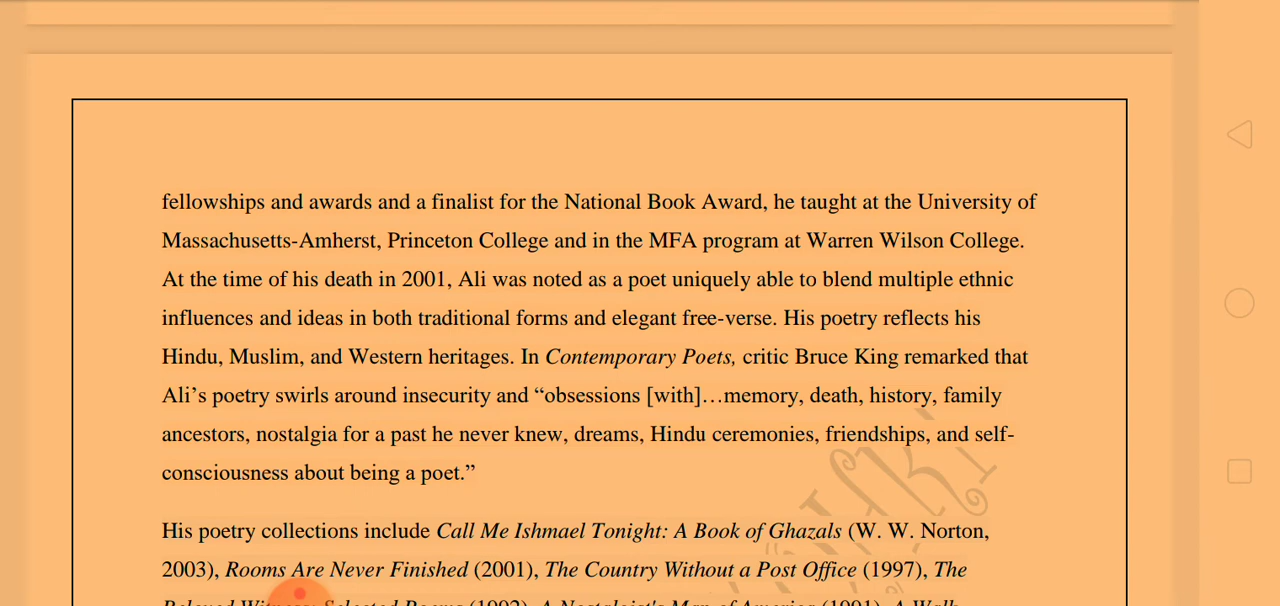 fellowships and awards and a finalist for the National Book Award, he taught at the University of
Massachusetts-Amherst, Princeton College and in the MFA program at Warren Wilson College.
At the time of his death in 2001, Ali was noted as a poet uniquely able to blend multiple ethnic
influences and ideas in both traditional forms and elegant free-verse. His poetry reflects his
Hindu, Muslim, and Western heritages. In Contemporary Poets, critic Bruce King remarked that
Ali’s poetry swirls around insecurity and “obsessions [with]…memory, death, history, family
ancestors, nostalgia for a past he never knew, dreams, Hindu ceremonies, friendships, and self-
consciousness about being a poet.”
His poetry collections include Call Me Ishmael Tonight: A Book of Ghazals (W. W. Norton,
2003), Rooms Are Never Finished (2001), The Country Without a Post Office (1997), The